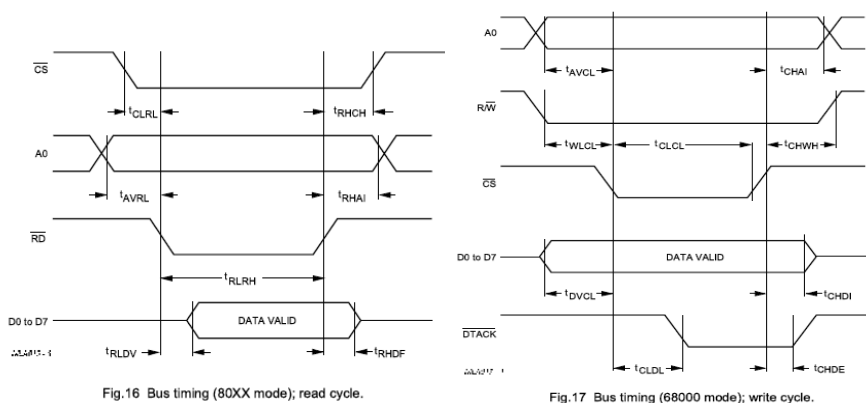 CS
tCLRL
tRHCH
A0
tAVRL
tRHAI
RD
tRLRH
D0 to D7
DATA VALID
tRLDV
tRHDF
Fig.16 Bus timing (80XX mode); read cycle.
A0
tAVCL
tCHAI
R/W
tWLCL
tCLCL
tCHWH
CS
D0 to D7
DATA VALID
tDVCL
tCHDI
DTACK
tCLDL
tCHDE
Fig.17 Bus timing (68000 mode); write cycle.